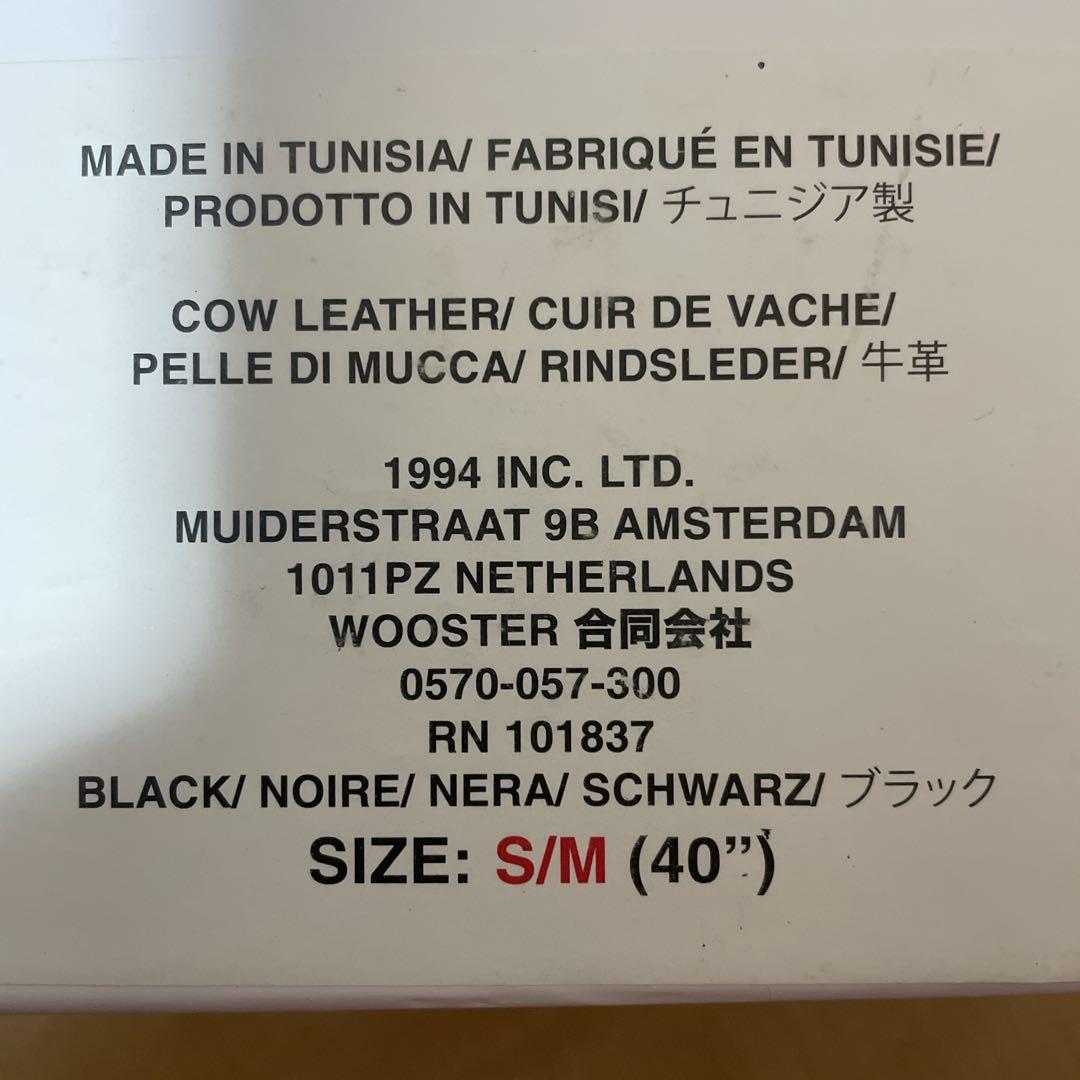 MADE IN TUNISIA/ FABRIQUÉ EN TUNISIE/
PRODOTTO IN TUNISI/ チュニジア製
COW LEATHER/ CUIR DE VACHE/
PELLE DI MUCCA/ RINDSLEDER/ 牛革
1994 INC. LTD.
MUIDERSTRAAT 9B AMSTERDAM
1011PZ NETHERLANDS
WOOSTER 合同会社
0570-057-300
RN 101837
BLACK/ NOIRE/ NERA/ SCHWARZ/ ブラック
SIZE: S/M (40”)